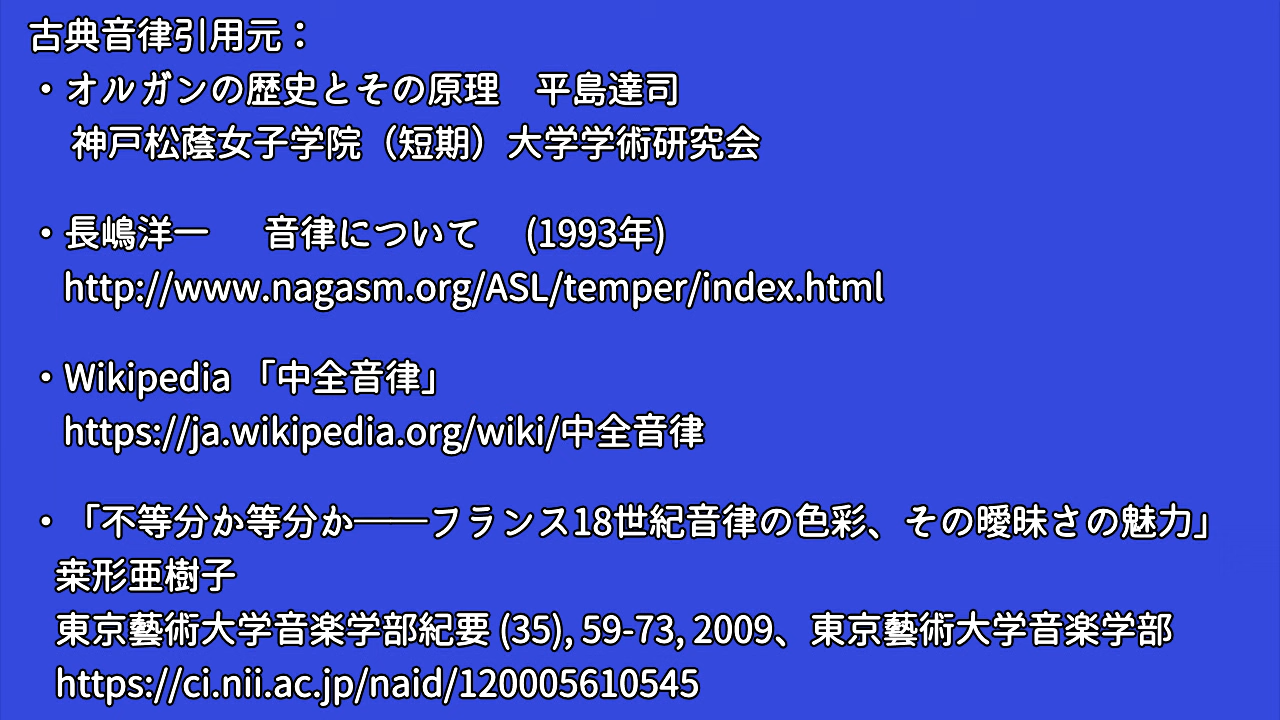 古典音律引用元：
・オルガンの歴史とその原理　平島達司
神戸松蔭女子学院（短期）大学学術研究会
・長嶋洋一　音律について　(1993年)
http://www.nagasm.org/ASL/temper/index.html
・Wikipedia 「中全音律」
https://ja.wikipedia.org/wiki/中全音律
・「不等分か等分か――フランス18世紀音律の色彩、その曖昧さの魅力」
桒形亜樹子
東京藝術大学音楽学部紀要 (35), 59-73, 2009、東京藝術大学音楽学部
https://ci.nii.ac.jp/naid/120005610545